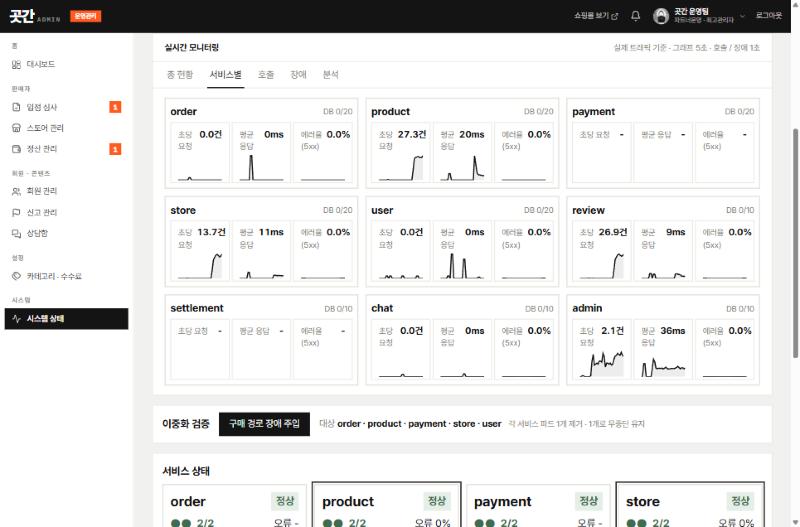 곳간 ADMIN 운영관리
쇼핑몰 보기
곳간 운영팀
파트너운영 · 최고관리자
로그아웃
홈
대시보드
판매자
입점 심사 1
스토어 관리
정산 관리 1
회원 · 콘텐츠
회원 관리
신고 관리
상담함
설정
카테고리 · 수수료
시스템
시스템 상태
실시간 모니터링
실제 트래픽 기준 · 그래프 5초 · 호출 / 장애 1초
총 현황 서비스별 호출 장애 분석
order DB 0/20
초당 요청 0.0건
평균 응답 0ms
에러율 (5xx) 0.0%
product DB 0/20
초당 요청 27.3건
평균 응답 20ms
에러율 (5xx) 0.0%
payment DB 0/20
초당 요청 -
평균 응답 -
에러율 (5xx) -
store DB 0/20
초당 요청 13.7건
평균 응답 11ms
에러율 (5xx) 0.0%
user DB 0/20
초당 요청 0.0건
평균 응답 0ms
에러율 (5xx) 0.0%
review DB 0/10
초당 요청 26.9건
평균 응답 9ms
에러율 (5xx) 0.0%
settlement DB 0/10
초당 요청 -
평균 응답 -
에러율 (5xx) -
chat DB 0/10
초당 요청 0.0건
평균 응답 0ms
에러율 (5xx) 0.0%
admin DB 0/10
초당 요청 2.1건
평균 응답 36ms
에러율 (5xx) 0.0%
이중화 검증 구매 경로 장애 주입 대상 order · product · payment · store · user 각 서비스 파드 1개 제거 · 1개로 무중단 유지
서비스 상태
order 정상
2/2 오류 -
product 정상
2/2 오류 0%
payment 정상
2/2 오류 -
store 정상
2/2 오류 0%